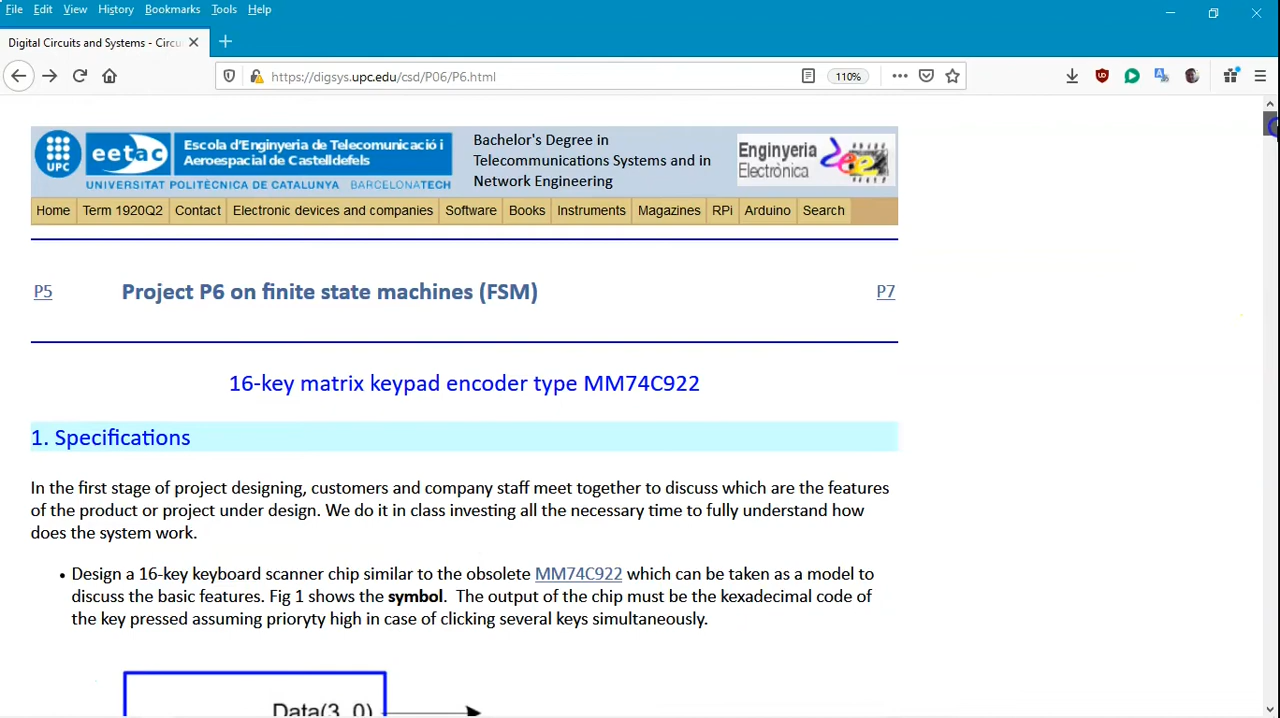 File Edit View History Bookmarks Tools Help
Digital Circuits and Systems - Circu
https://digsys.upc.edu/csd/P06/P6.html
110%
UPC
eetac
Escola d'Enginyeria de Telecomunicació i
Aeroespacial de Castelldefels
UNIVERSITAT POLITÈCNICA DE CATALUNYA BARCELONATECH
Bachelor's Degree in
Telecommunications Systems and in
Network Engineering
Enginyeria
Electrònica
Home Term 1920Q2 Contact Electronic devices and companies Software Books Instruments Magazines RPi Arduino Search
P5 Project P6 on finite state machines (FSM) P7
16-key matrix keypad encoder type MM74C922
1. Specifications
In the first stage of project designing, customers and company staff meet together to discuss which are the features
of the product or project under design. We do it in class investing all the necessary time to fully understand how
does the system work.
• Design a 16-key keyboard scanner chip similar to the obsolete MM74C922 which can be taken as a model to
discuss the basic features. Fig 1 shows the symbol. The output of the chip must be the kexadecimal code of
the key pressed assuming prioryty high in case of clicking several keys simultaneously.
Data(3..0)